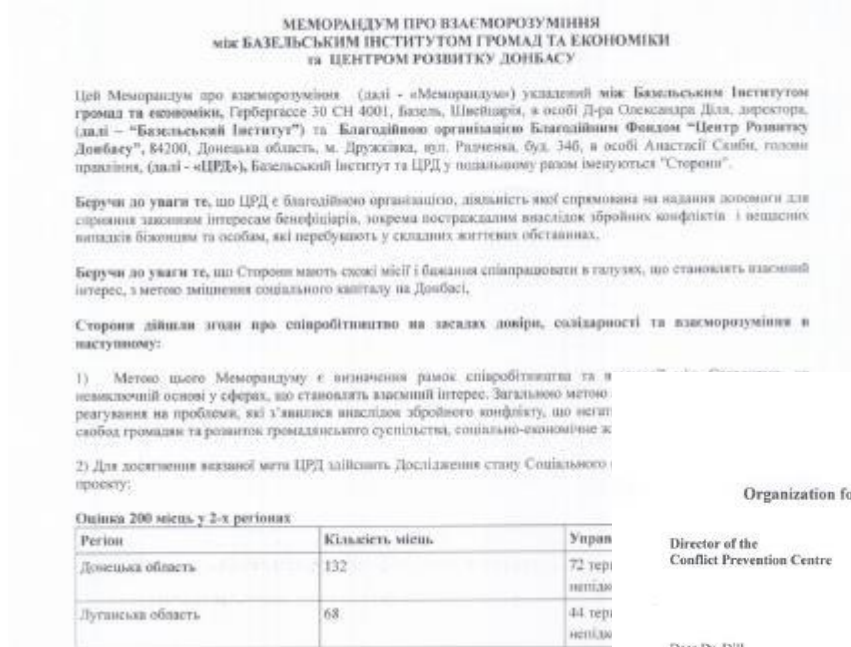 МЕМОРАНДУМ ПРО ВЗАЄМОРОЗУМІННЯ
між БАЗЕЛЬСЬКИМ ІНСТИТУТОМ ГРОМАД ТА ЕКОНОМІКИ
та ЦЕНТРОМ РОЗВИТКУ ДОНБАСУ
Цей Меморандум про взаєморозуміння (далі - «Меморандум») укладений між Базельським Інститутом
громад та економіки, Гербергассе 30 CH 4001, Базель, Швейцарія, в особі Д-ра Олександра Діля, директора,
(далі – “Базельський Інститут”) та Благодійною організацією Благодійним Фондом “Центр Розвитку
Донбасу”, 84200, Донецька область, м. Дружківка, вул. буд. 34б, в особі Анастасії Скиби, голови
правління, (далі - «ЦРД»), Базельський Інститут та ЦРД у подальшому разом іменуються "Сторони".
Беручи до уваги те, що ЦРД є благодійною організацією, діяльність якої спрямована на надання допомоги для
сприяння законним інтересам бенефіціарів, зокрема постраждалим внаслідок збройних конфліктів і нещасних
випадків біженцям та особам, які перебувають у складних життєвих обставинах,
Беручи до уваги те, що Сторони мають схожі місії і бажання співпрацювати в галузях, що становлять взаємний
інтерес, з метою зміцнення соціального капіталу на Донбасі,
Сторони дійшли згоди про співробітництво на засадах довіри, солідарності та взаєморозуміння в
наступному:
1) Метою цього Меморандуму є визначення рамок співробітництва та в
невиключній основі у сферах, що становлять взаємний інтерес. Загальною метою
реагування на проблеми, які з’явилися внаслідок збройного конфлікту, що негат
свобод громадян та розвиток громадянського суспільства, соціально-економічне ж
2) Для досягнення вказаної мети ЦРД здійснить Дослідження стану Соціального
проекту:
Оцінка 200 місць у 2-х регіонах
Регіон Кількість місць Управ
Донецька область 132 72 тер
непідк
Луганська область 68 44 тер
непідк
Organization fo
Director of the
Conflict Prevention Centre